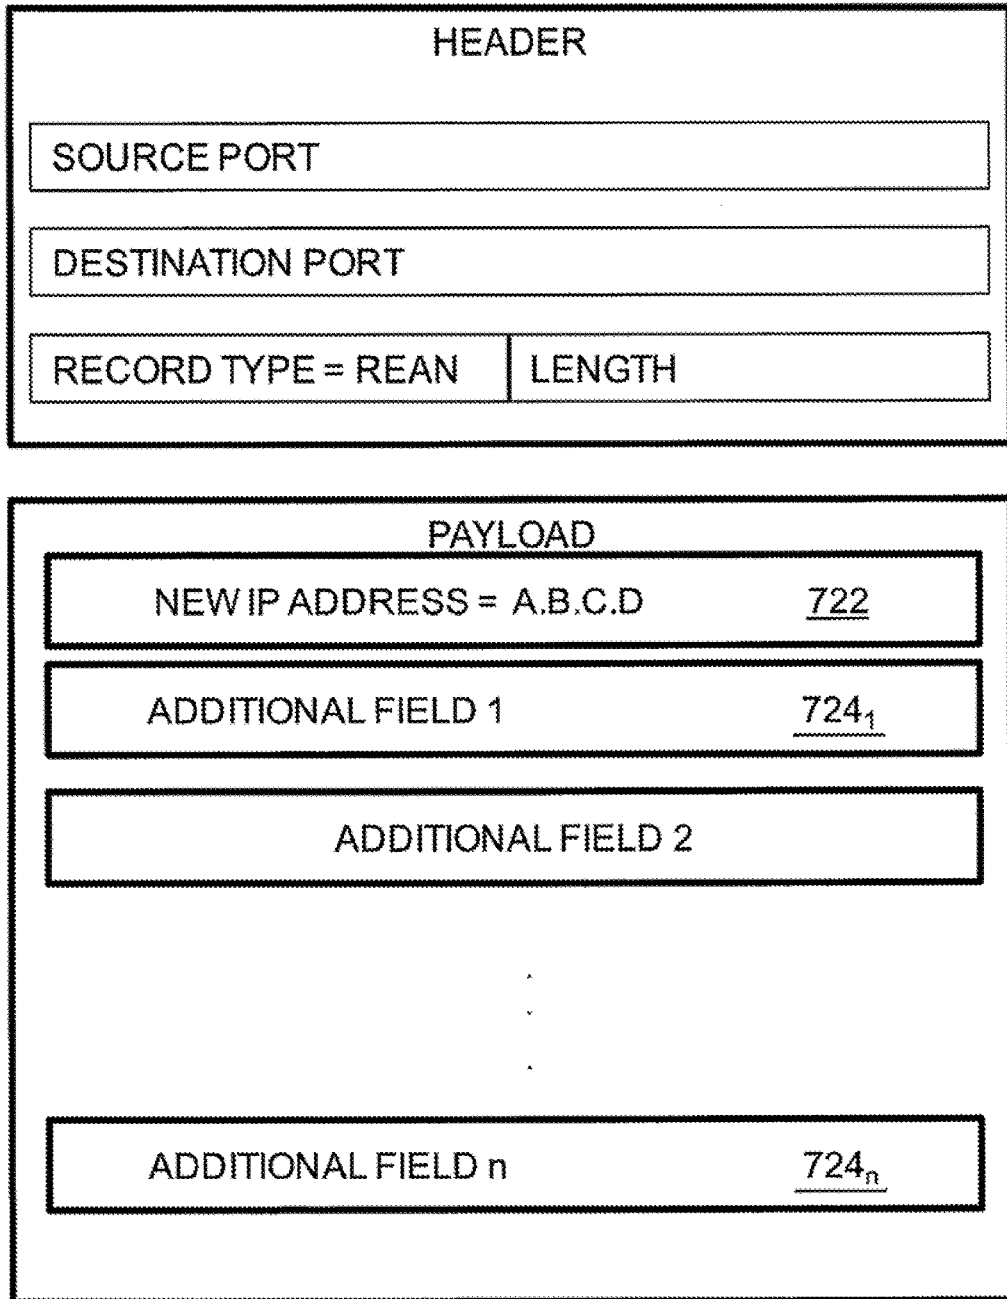 HEADER
SOURCE PORT
DESTINATION PORT
RECORD TYPE = REAN LENGTH
PAYLOAD
NEW IP ADDRESS = A.B.C.D 722
ADDITIONAL FIELD 1 724₁
ADDITIONAL FIELD 2
ADDITIONAL FIELD n 724ₙ